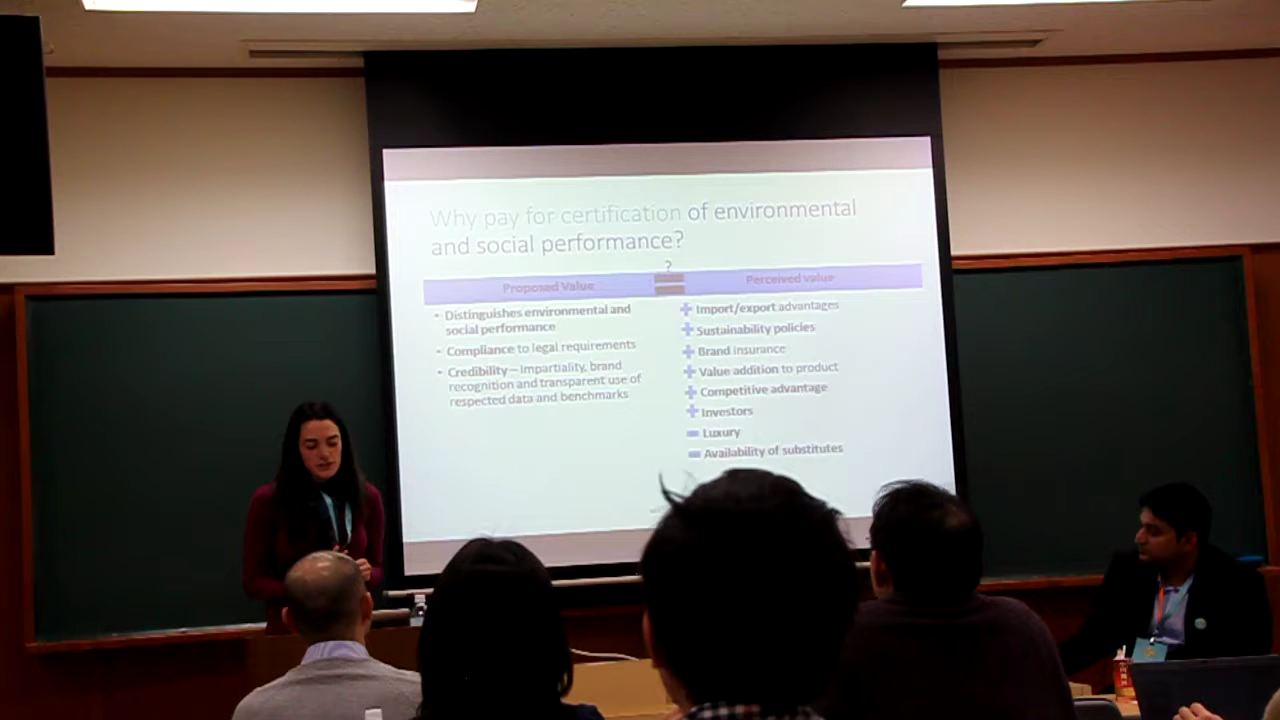 Why pay for certification of environmental
and social performance?
?
Proposed Value
Perceived value
• Distinguishes environmental and
social performance
• Compliance to legal requirements
• Credibility – Impartiality, brand
recognition and transparent use of
respected data and benchmarks
Import/export advantages
Sustainability policies
Brand insurance
Value addition to product
Competitive advantage
Investors
Luxury
Availability of substitutes